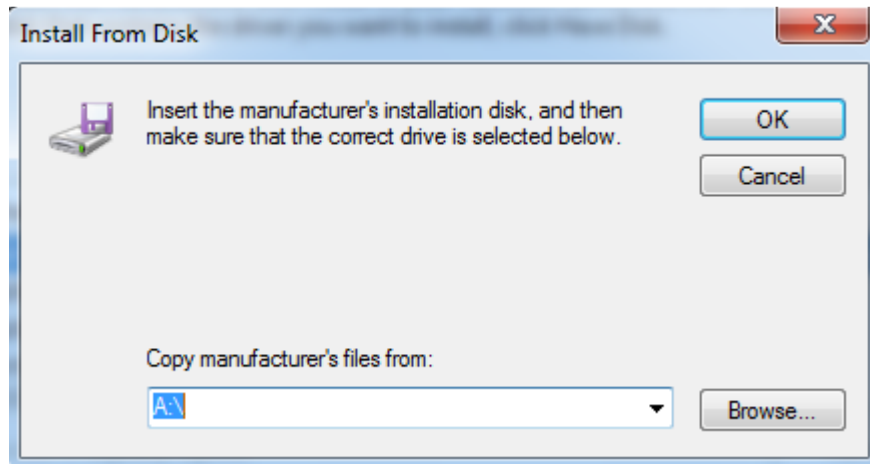 Install From Disk
Insert the manufacturer's installation disk, and then
make sure that the correct drive is selected below.
OK
Cancel
Copy manufacturer's files from:
A:\
Browse...